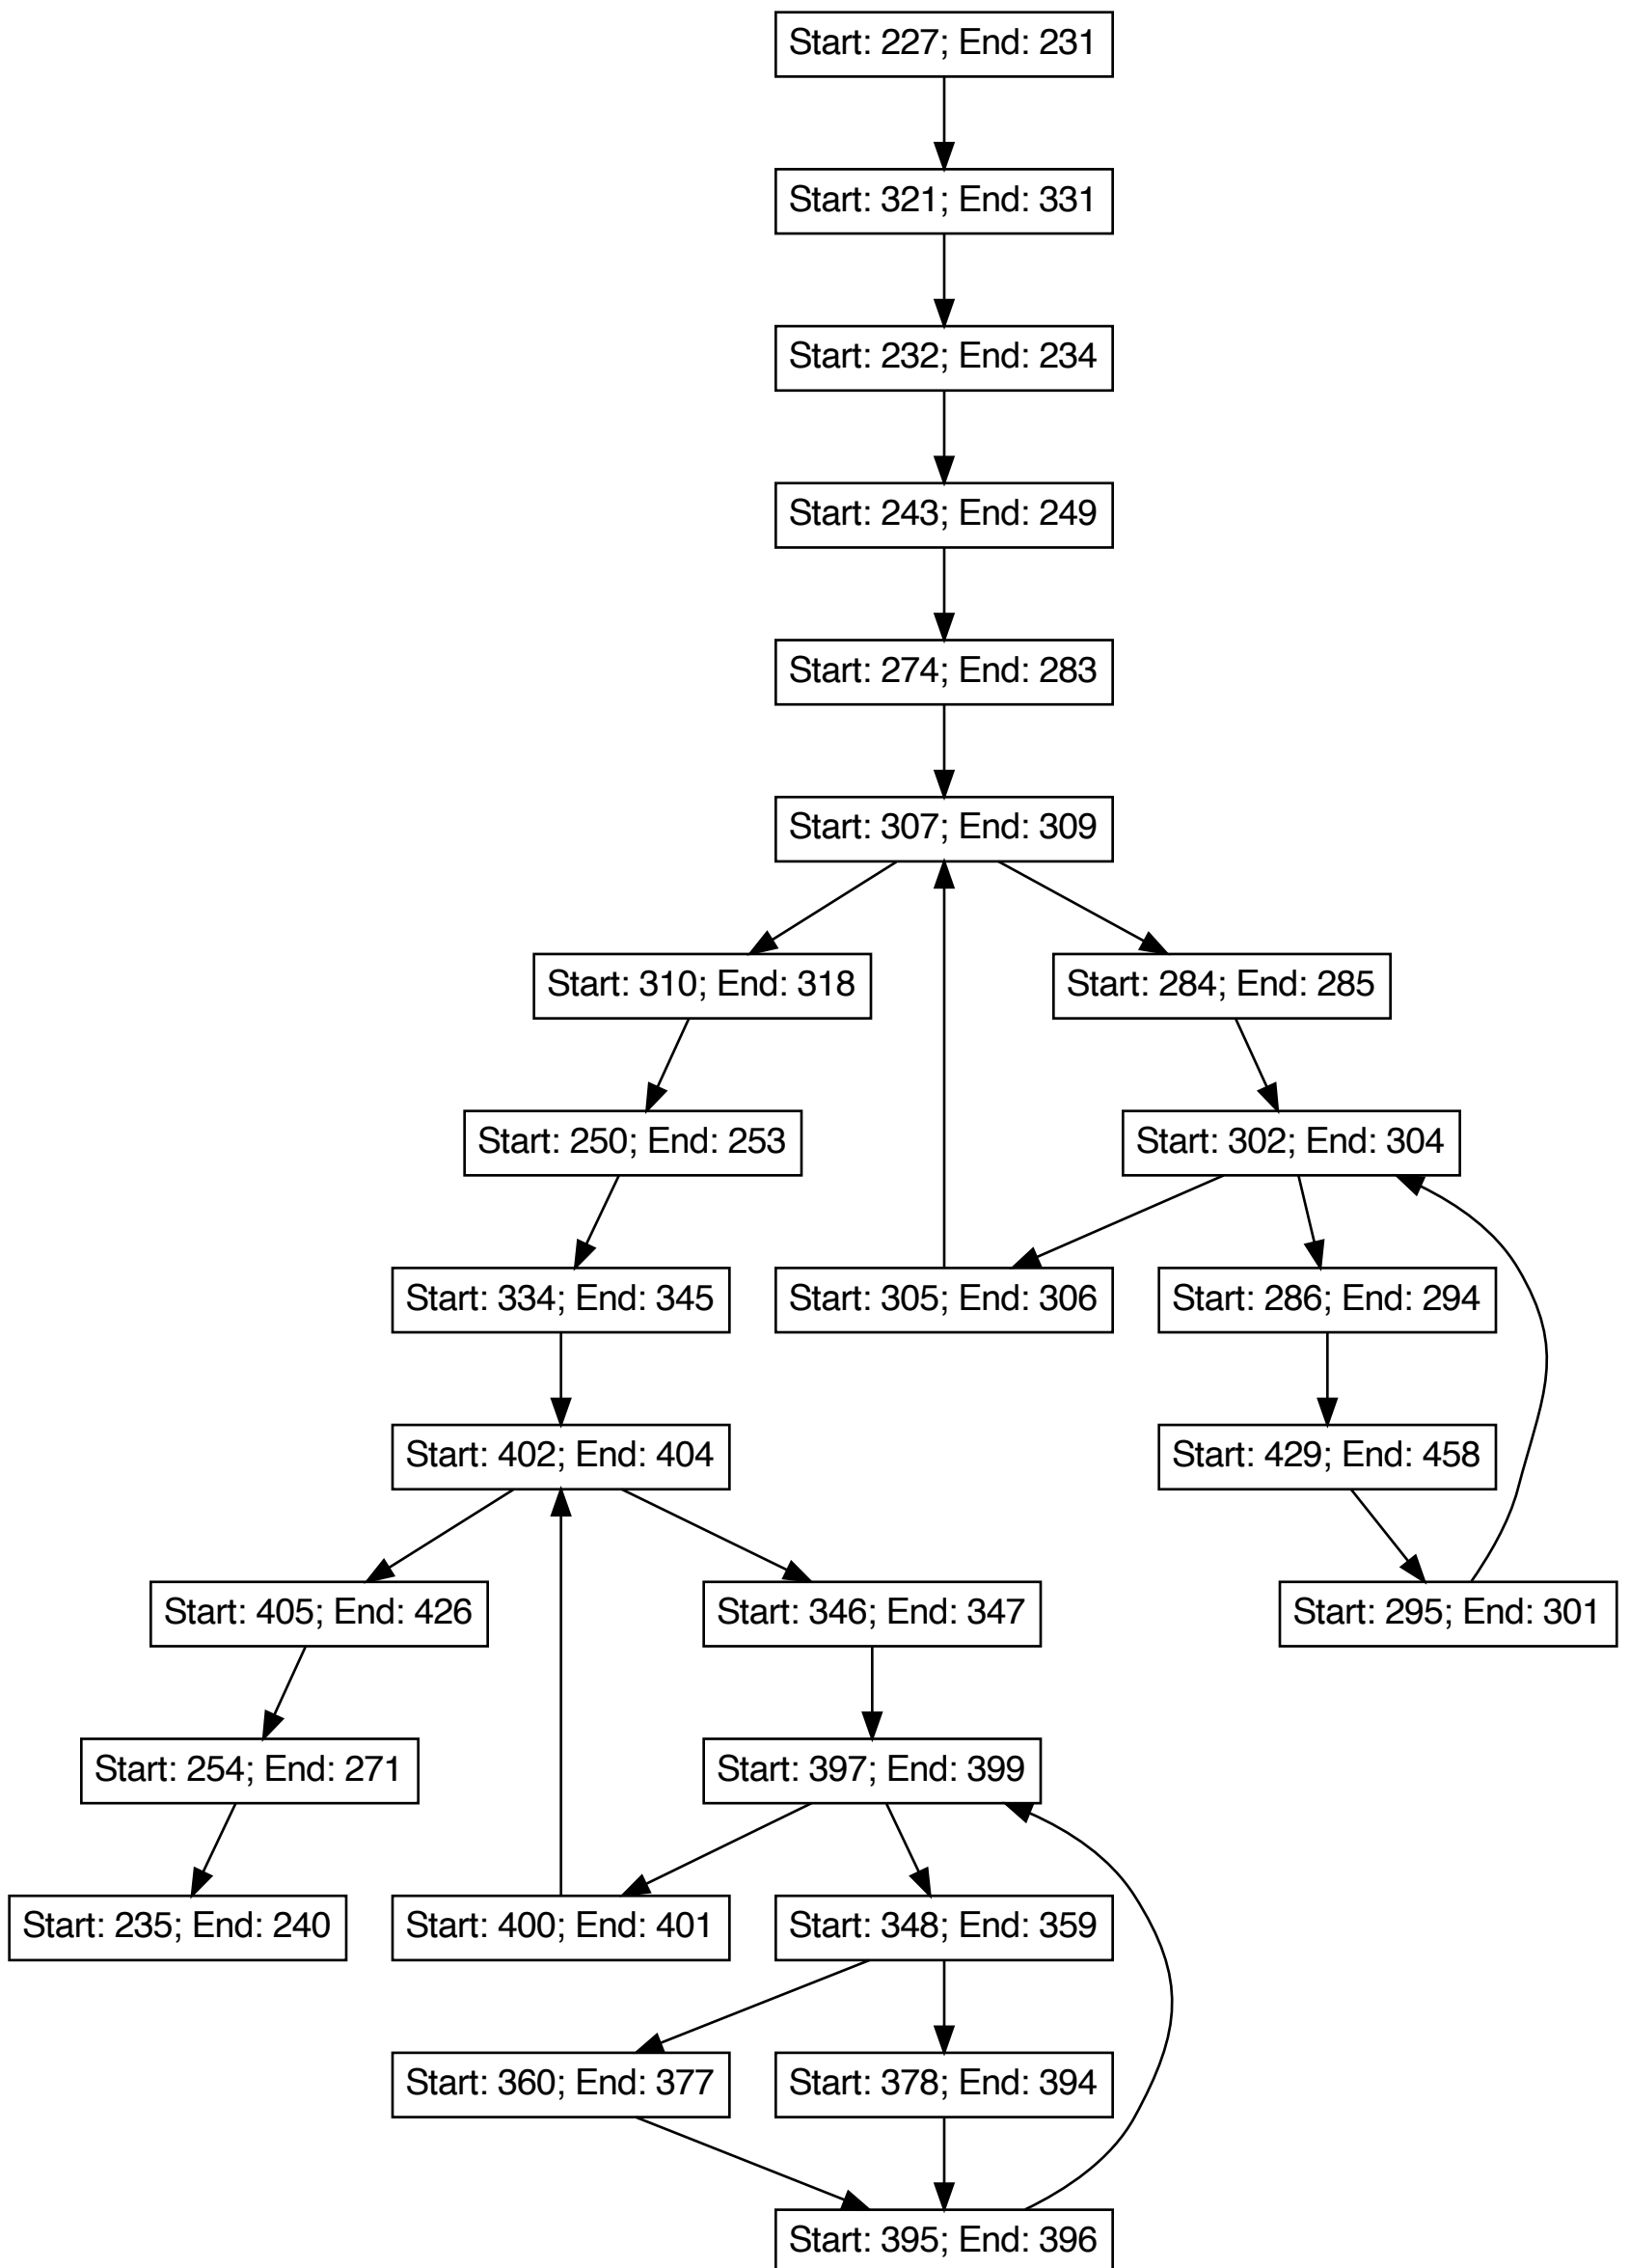 Start: 227; End: 231
Start: 321; End: 331
Start: 232; End: 234
Start: 243; End: 249
Start: 274; End: 283
Start: 307; End: 309
Start: 310; End: 318
Start: 284; End: 285
Start: 250; End: 253
Start: 302; End: 304
Start: 334; End: 345
Start: 305; End: 306
Start: 286; End: 294
Start: 402; End: 404
Start: 429; End: 458
Start: 405; End: 426
Start: 346; End: 347
Start: 295; End: 301
Start: 254; End: 271
Start: 397; End: 399
Start: 235; End: 240
Start: 400; End: 401
Start: 348; End: 359
Start: 360; End: 377
Start: 378; End: 394
Start: 395; End: 396